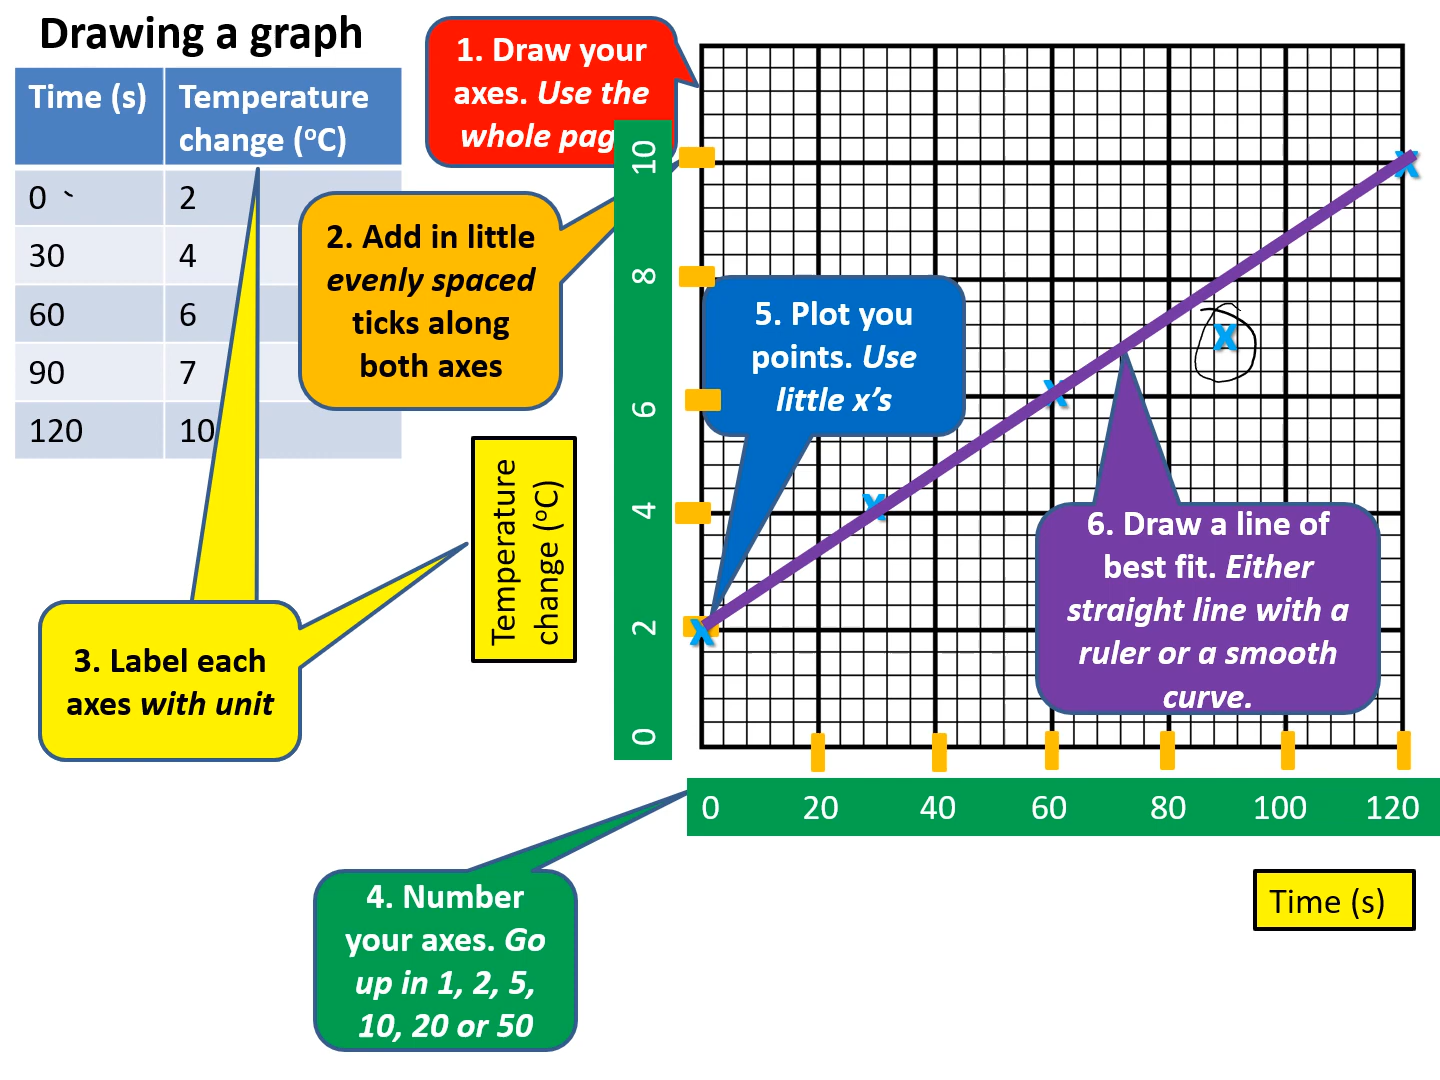 Drawing a graph
Time (s) Temperature change (°C)
0 2
30 4
60 6
90 7
120 10
1. Draw your
axes. Use the
whole pag
2. Add in little
evenly spaced
ticks along
both axes
3. Label each
axes with unit
Temperature
change (°C)
10
8
6
4
2
0
5. Plot you
points. Use
little x's
6. Draw a line of
best fit. Either
straight line with a
ruler or a smooth
curve.
0 20 40 60 80 100 120
Time (s)
4. Number
your axes. Go
up in 1, 2, 5,
10, 20 or 50